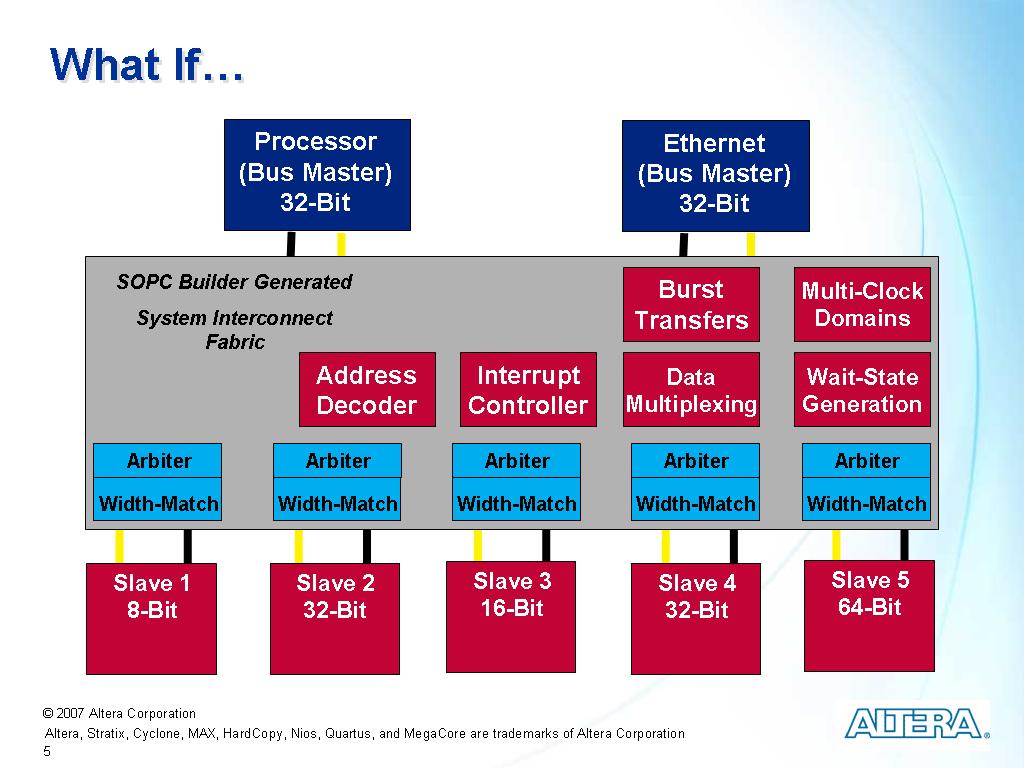 What If…
Processor
(Bus Master)
32-Bit
Ethernet
(Bus Master)
32-Bit
SOPC Builder Generated
System Interconnect
Fabric
Burst
Transfers
Multi-Clock
Domains
Address
Decoder
Interrupt
Controller
Data
Multiplexing
Wait-State
Generation
Arbiter
Width-Match
Arbiter
Width-Match
Arbiter
Width-Match
Arbiter
Width-Match
Arbiter
Width-Match
Slave 1
8-Bit
Slave 2
32-Bit
Slave 3
16-Bit
Slave 4
32-Bit
Slave 5
64-Bit
© 2007 Altera Corporation
Altera, Stratix, Cyclone, MAX, HardCopy, Nios, Quartus, and MegaCore are trademarks of Altera Corporation
5
ALTERA®